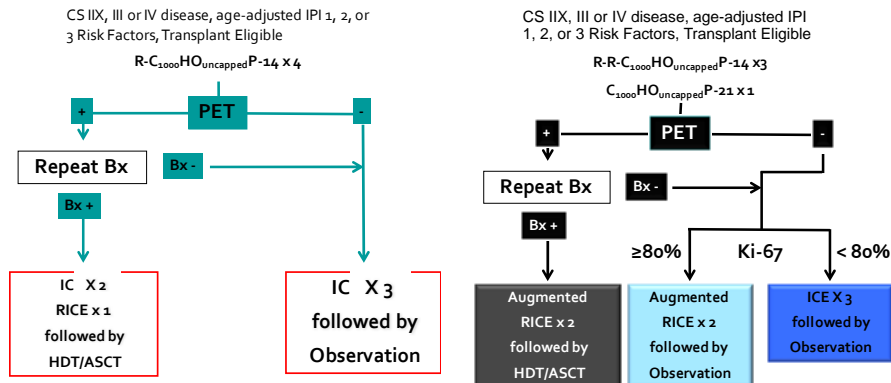 CS IIX, III or IV disease, age-adjusted IPI 1, 2, or
3 Risk Factors, Transplant Eligible
R-C1000HOuncappedP-14 x 4
PET
+
-
Repeat Bx
Bx -
Bx +
IC X 2
RICE x 1
followed by
HDT/ASCT
IC X 3
followed by
Observation
CS IIX, III or IV disease, age-adjusted IPI
1, 2, or 3 Risk Factors, Transplant Eligible
R-R-C1000HOuncappedP-14 x3
C1000HOuncappedP-21 x 1
PET
+
-
Repeat Bx
Bx -
Bx +
≥80%
Ki-67
< 80%
Augmented
RICE x 2
followed by
HDT/ASCT
Augmented
RICE x 2
followed by
Observation
ICE X 3
followed by
Observation